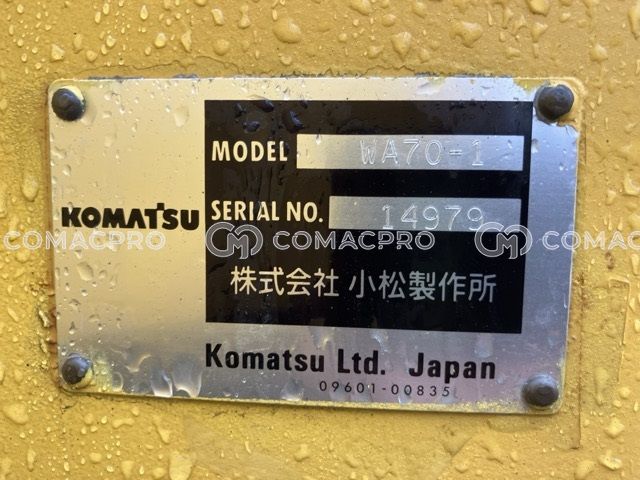 MODEL WA70-1
KOMATSU
SERIAL NO. 14979
COMACPRO COMACPRO COMACPRO
株式会社 小松製作所
Komatsu Ltd. Japan
09601-00835